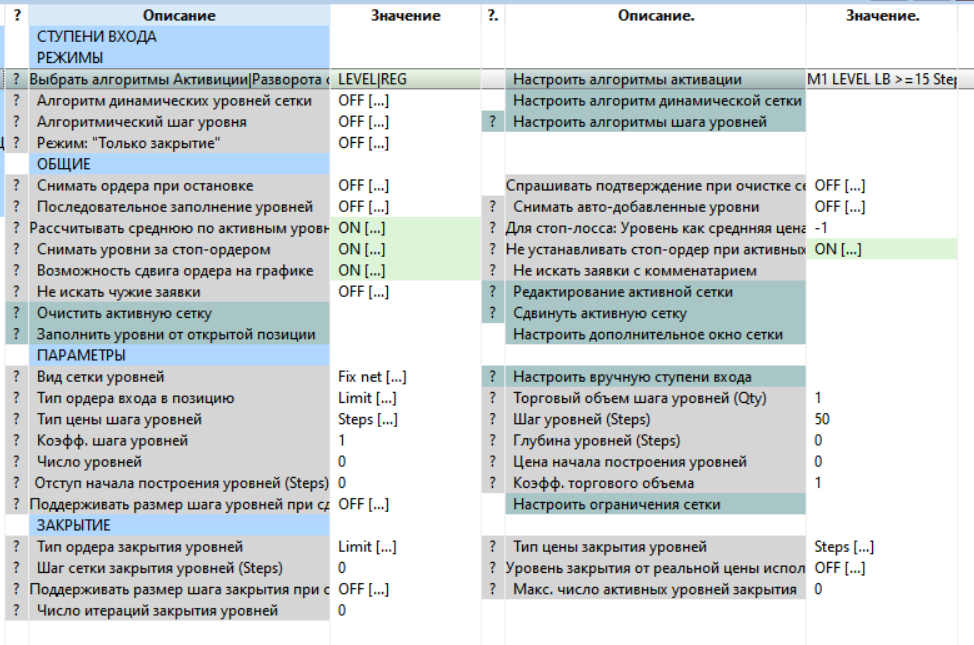 ? Описание Значение ?. Описание. Значение.
СТУПЕНИ ВХОДА
РЕЖИМЫ
? Выбрать алгоритмы Активиции|Разворота LEVEL|REG Настроить алгоритмы активации M1 LEVEL LB >=15
? Алгоритм динамических уровней сетки OFF [...] Настроить алгоритм динамической сетки
? Алгоритмический шаг уровня OFF [...] ? Настроить алгоритмы шага уровней
? Режим: "Только закрытие" OFF [...]
ОБЩИЕ
? Снимать ордера при остановке OFF [...] Спрашивать подтверждение при очистке OFF [...]
? Последовательное заполнение уровней OFF [...] ? Снимать авто-добавленные уровни OFF [...]
? Рассчитывать среднюю по активным уровн ON [...] ? Для стоп-лосса: Уровень как среднняя цена -1
? Снимать уровни за стоп-ордером ON [...] ? Не устанавливать стоп-ордер при активных ON [...]
? Возможность сдвига ордера на графике ON [...] ? Не искать заявки с комментарием
? Не искать чужие заявки OFF [...] ? Редактирование активной сетки
? Очистить активную сетку ? Сдвинуть активную сетку
? Заполнить уровни от открытой позиции Настроить дополнительное окно сетки
ПАРАМЕТРЫ
? Вид сетки уровней Fix net [...] ? Настроить вручную ступени входа
? Тип ордера входа в позицию Limit [...] ? Торговый объем шага уровней (Qty) 1
? Тип цены шага уровней Steps [...] ? Шаг уровней (Steps) 50
? Коэфф. шага уровней 1 ? Глубина уровней (Steps) 0
? Число уровней 0 ? Цена начала построения уровней 0
? Отступ начала построения уровней (Steps) 0 ? Коэфф. торгового объема 1
? Поддерживать размер шага уровней при сд OFF [...] Настроить ограничения сетки
ЗАКРЫТИЕ
? Тип ордера закрытия уровней Limit [...] ? Тип цены закрытия уровней Steps [...]
? Шаг сетки закрытия уровней (Steps) 0 ? Уровень закрытия от реальной цены испол OFF [...]
? Поддерживать размер шага закрытия при с OFF [...] ? Макс. число активных уровней закрытия 0
? Число итераций закрытия уровней 0